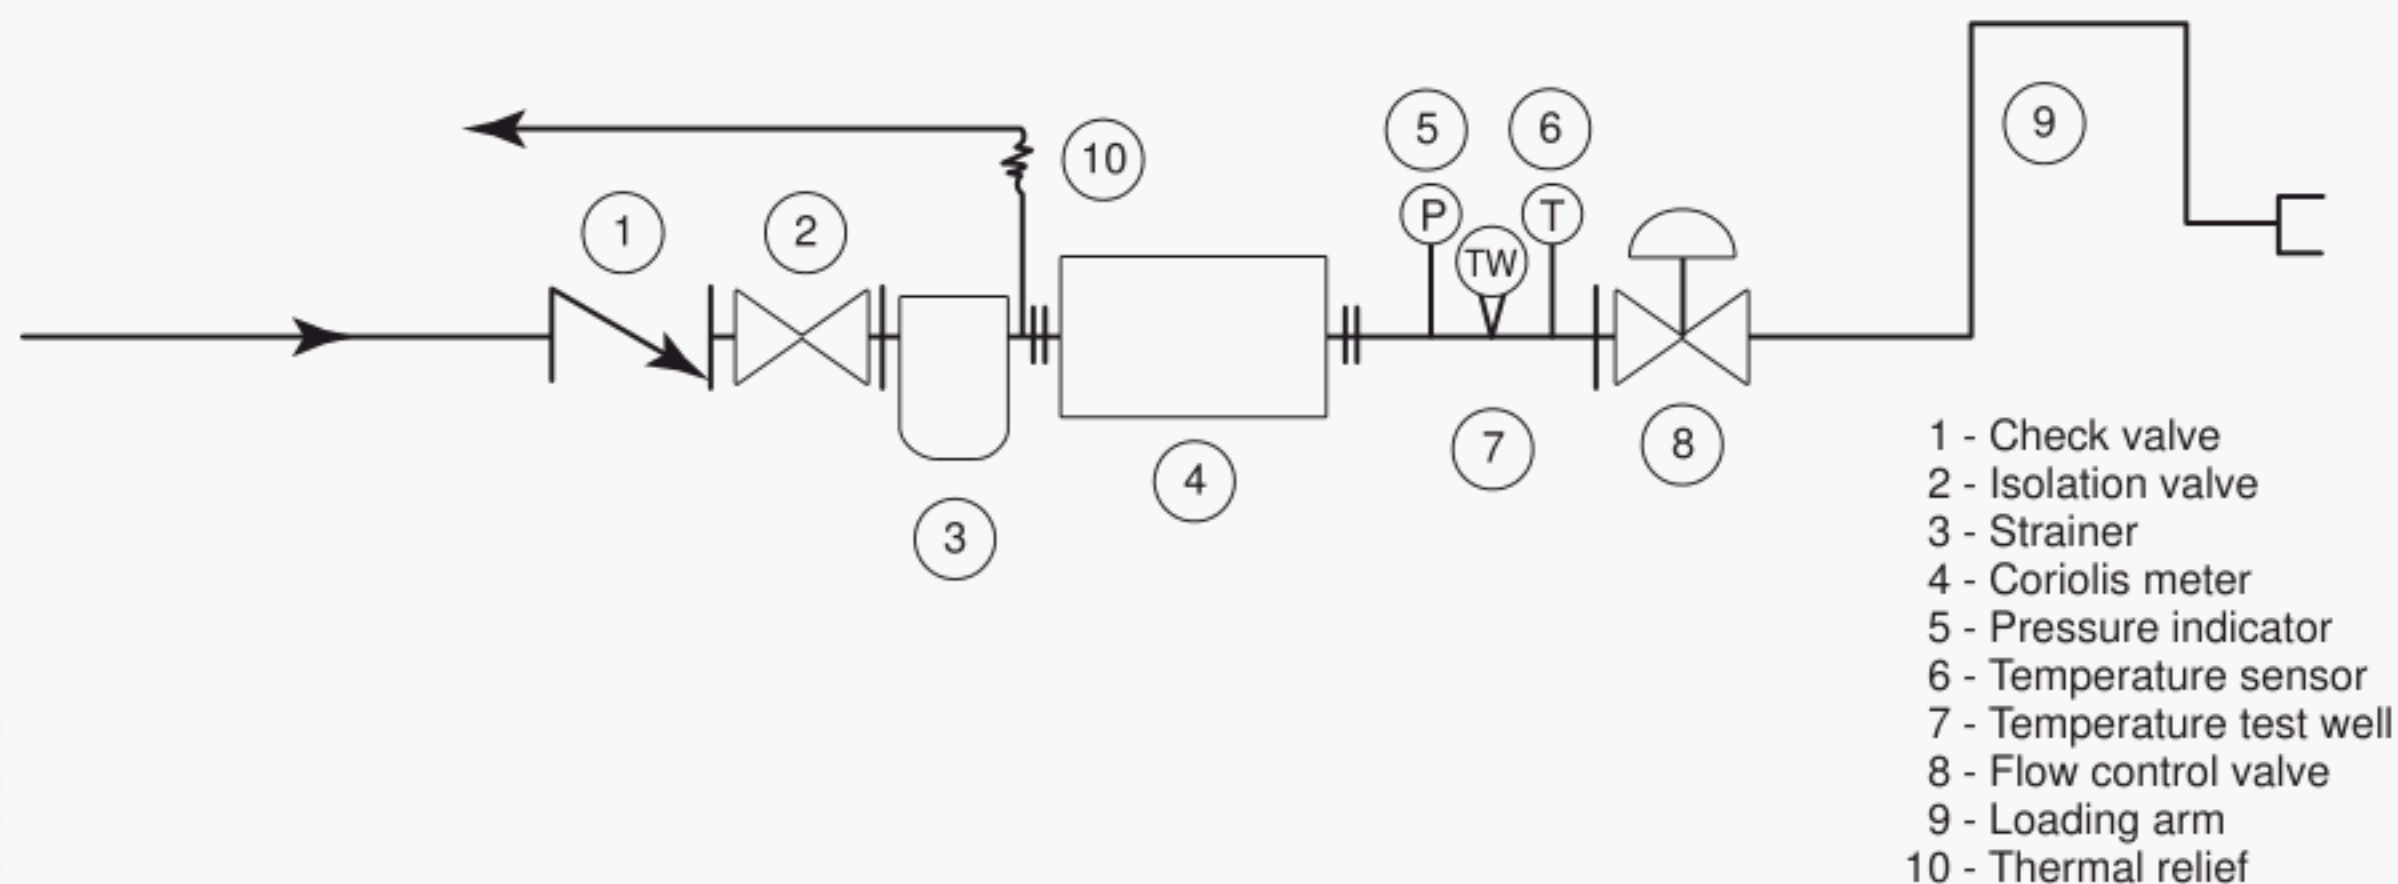 9
5
6
10
1
2
P
T
TW
4
7
8
3
1 - Check valve
2 - Isolation valve
3 - Strainer
4 - Coriolis meter
5 - Pressure indicator
6 - Temperature sensor
7 - Temperature test well
8 - Flow control valve
9 - Loading arm
10 - Thermal relief